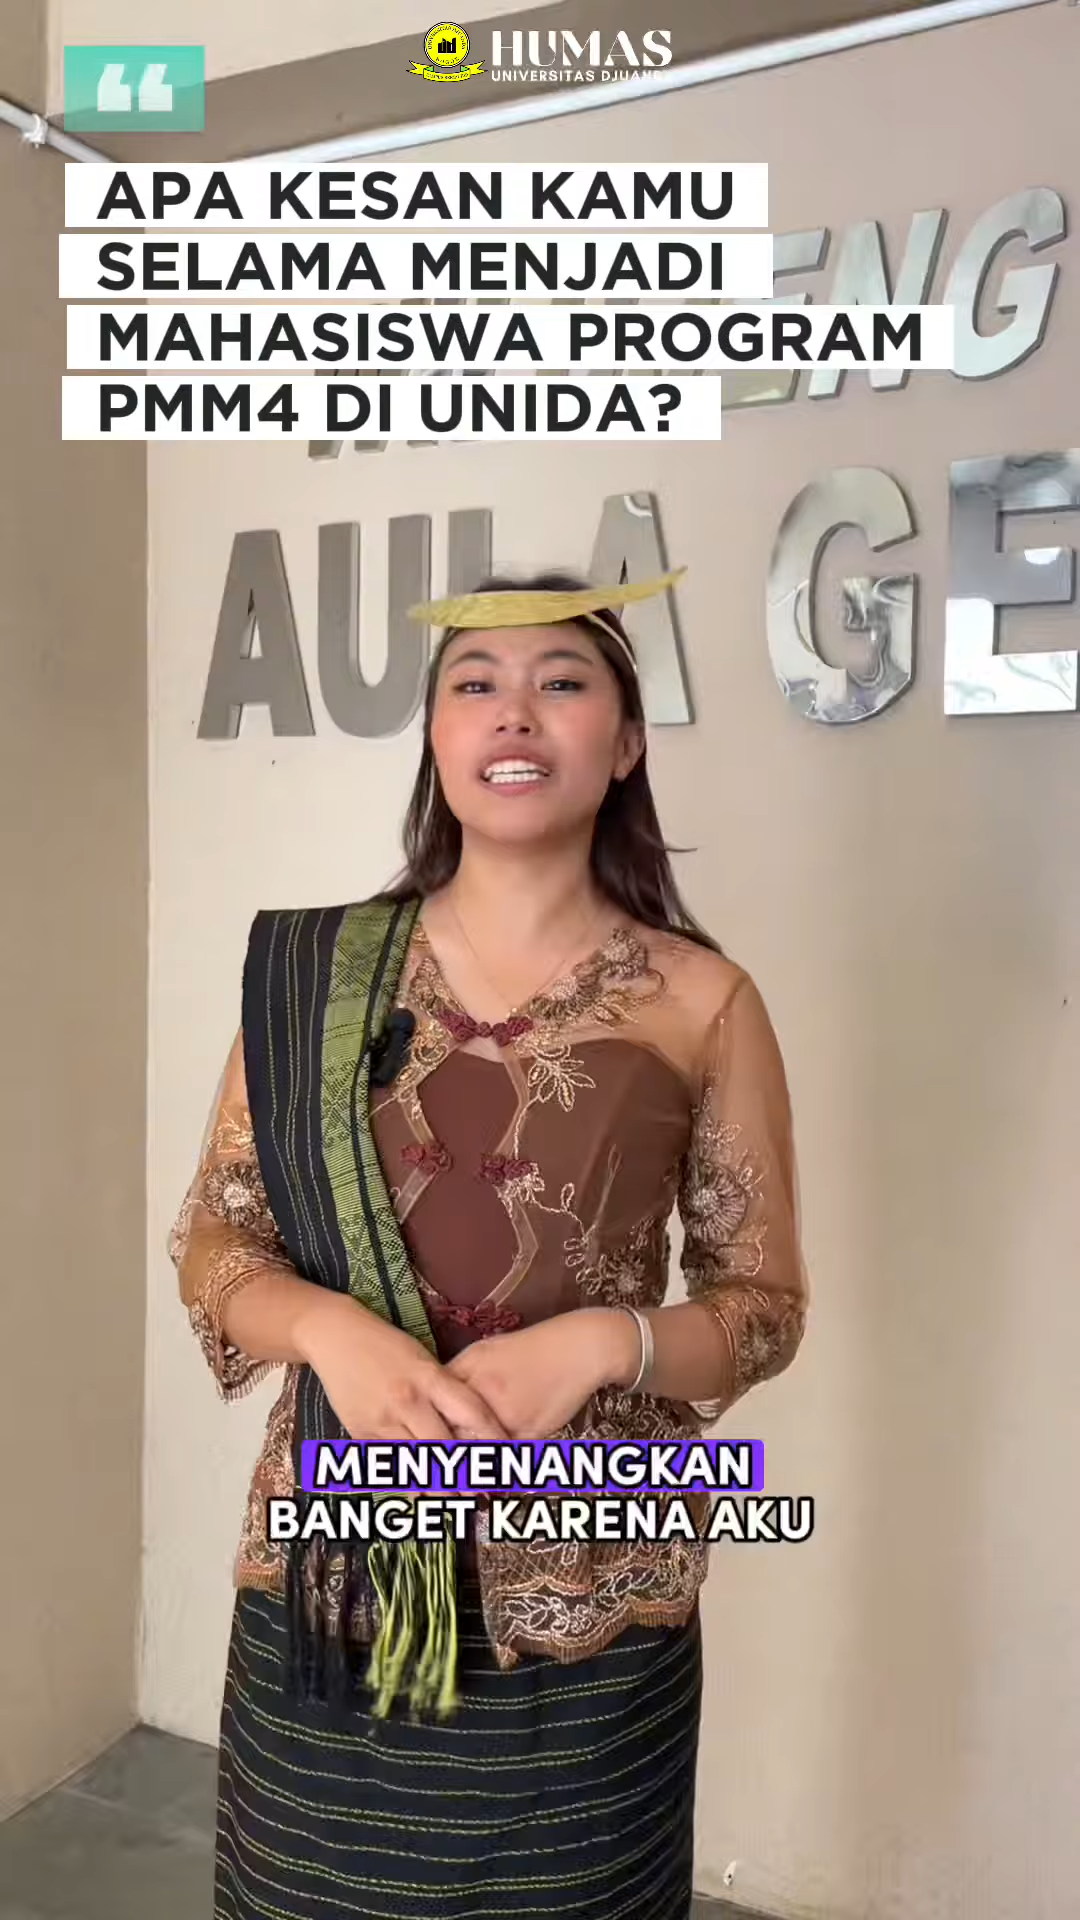 HUMAS
UNIVERSITAS DJUANDA
APA KESAN KAMU
SELAMA MENJADI
MAHASISWA PROGRAM
PMM4 DI UNIDA?
AULA GE
MENYENANGKAN
BANGET KARENA AKU